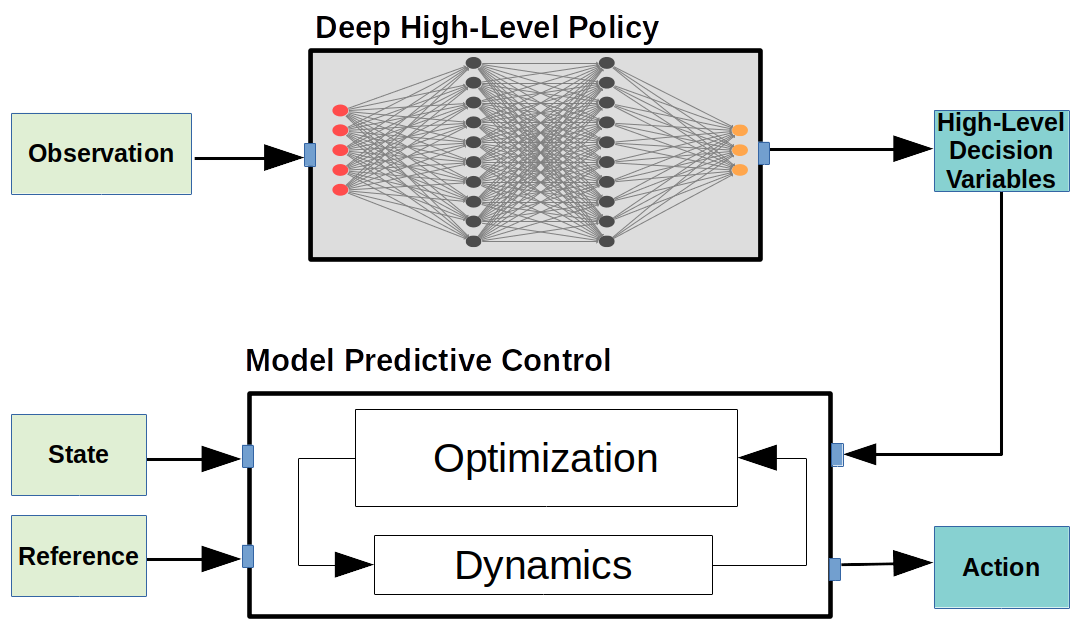 Deep High-Level Policy
Observation
High-Level
Decision
Variables
Model Predictive Control
State
Optimization
Reference
Dynamics
Action